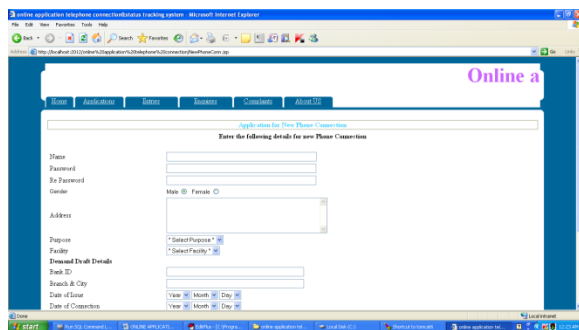 online application telephone connection&status tracking system - Microsoft Internet Explorer
File Edit View Favorites Tools Help
Back Search Favorites
Address http://localhost:2012/online%20application%20telephone%20connection/NewPhoneConn.jsp Go Links
Online a
Home Applications Entries Enquires Complaints About US
Application for New Phone Connection
Enter the following details for new Phone Connection
Name
Password
Re Password
Gender Male Female
Address
Purpose * Select Purpose *
Facility * Select Facility *
Demand Draft Details
Bank ID
Branch & City
Date of Issue Year Month Day
Date of Connection Year Month Day
Done Local intranet
start Run SQL Command L... ONLINE APPLICATI... EditPlus - [C:\Progra... online application tel... Local Disk (C:) Shortcut to tomcat6 online application tel...